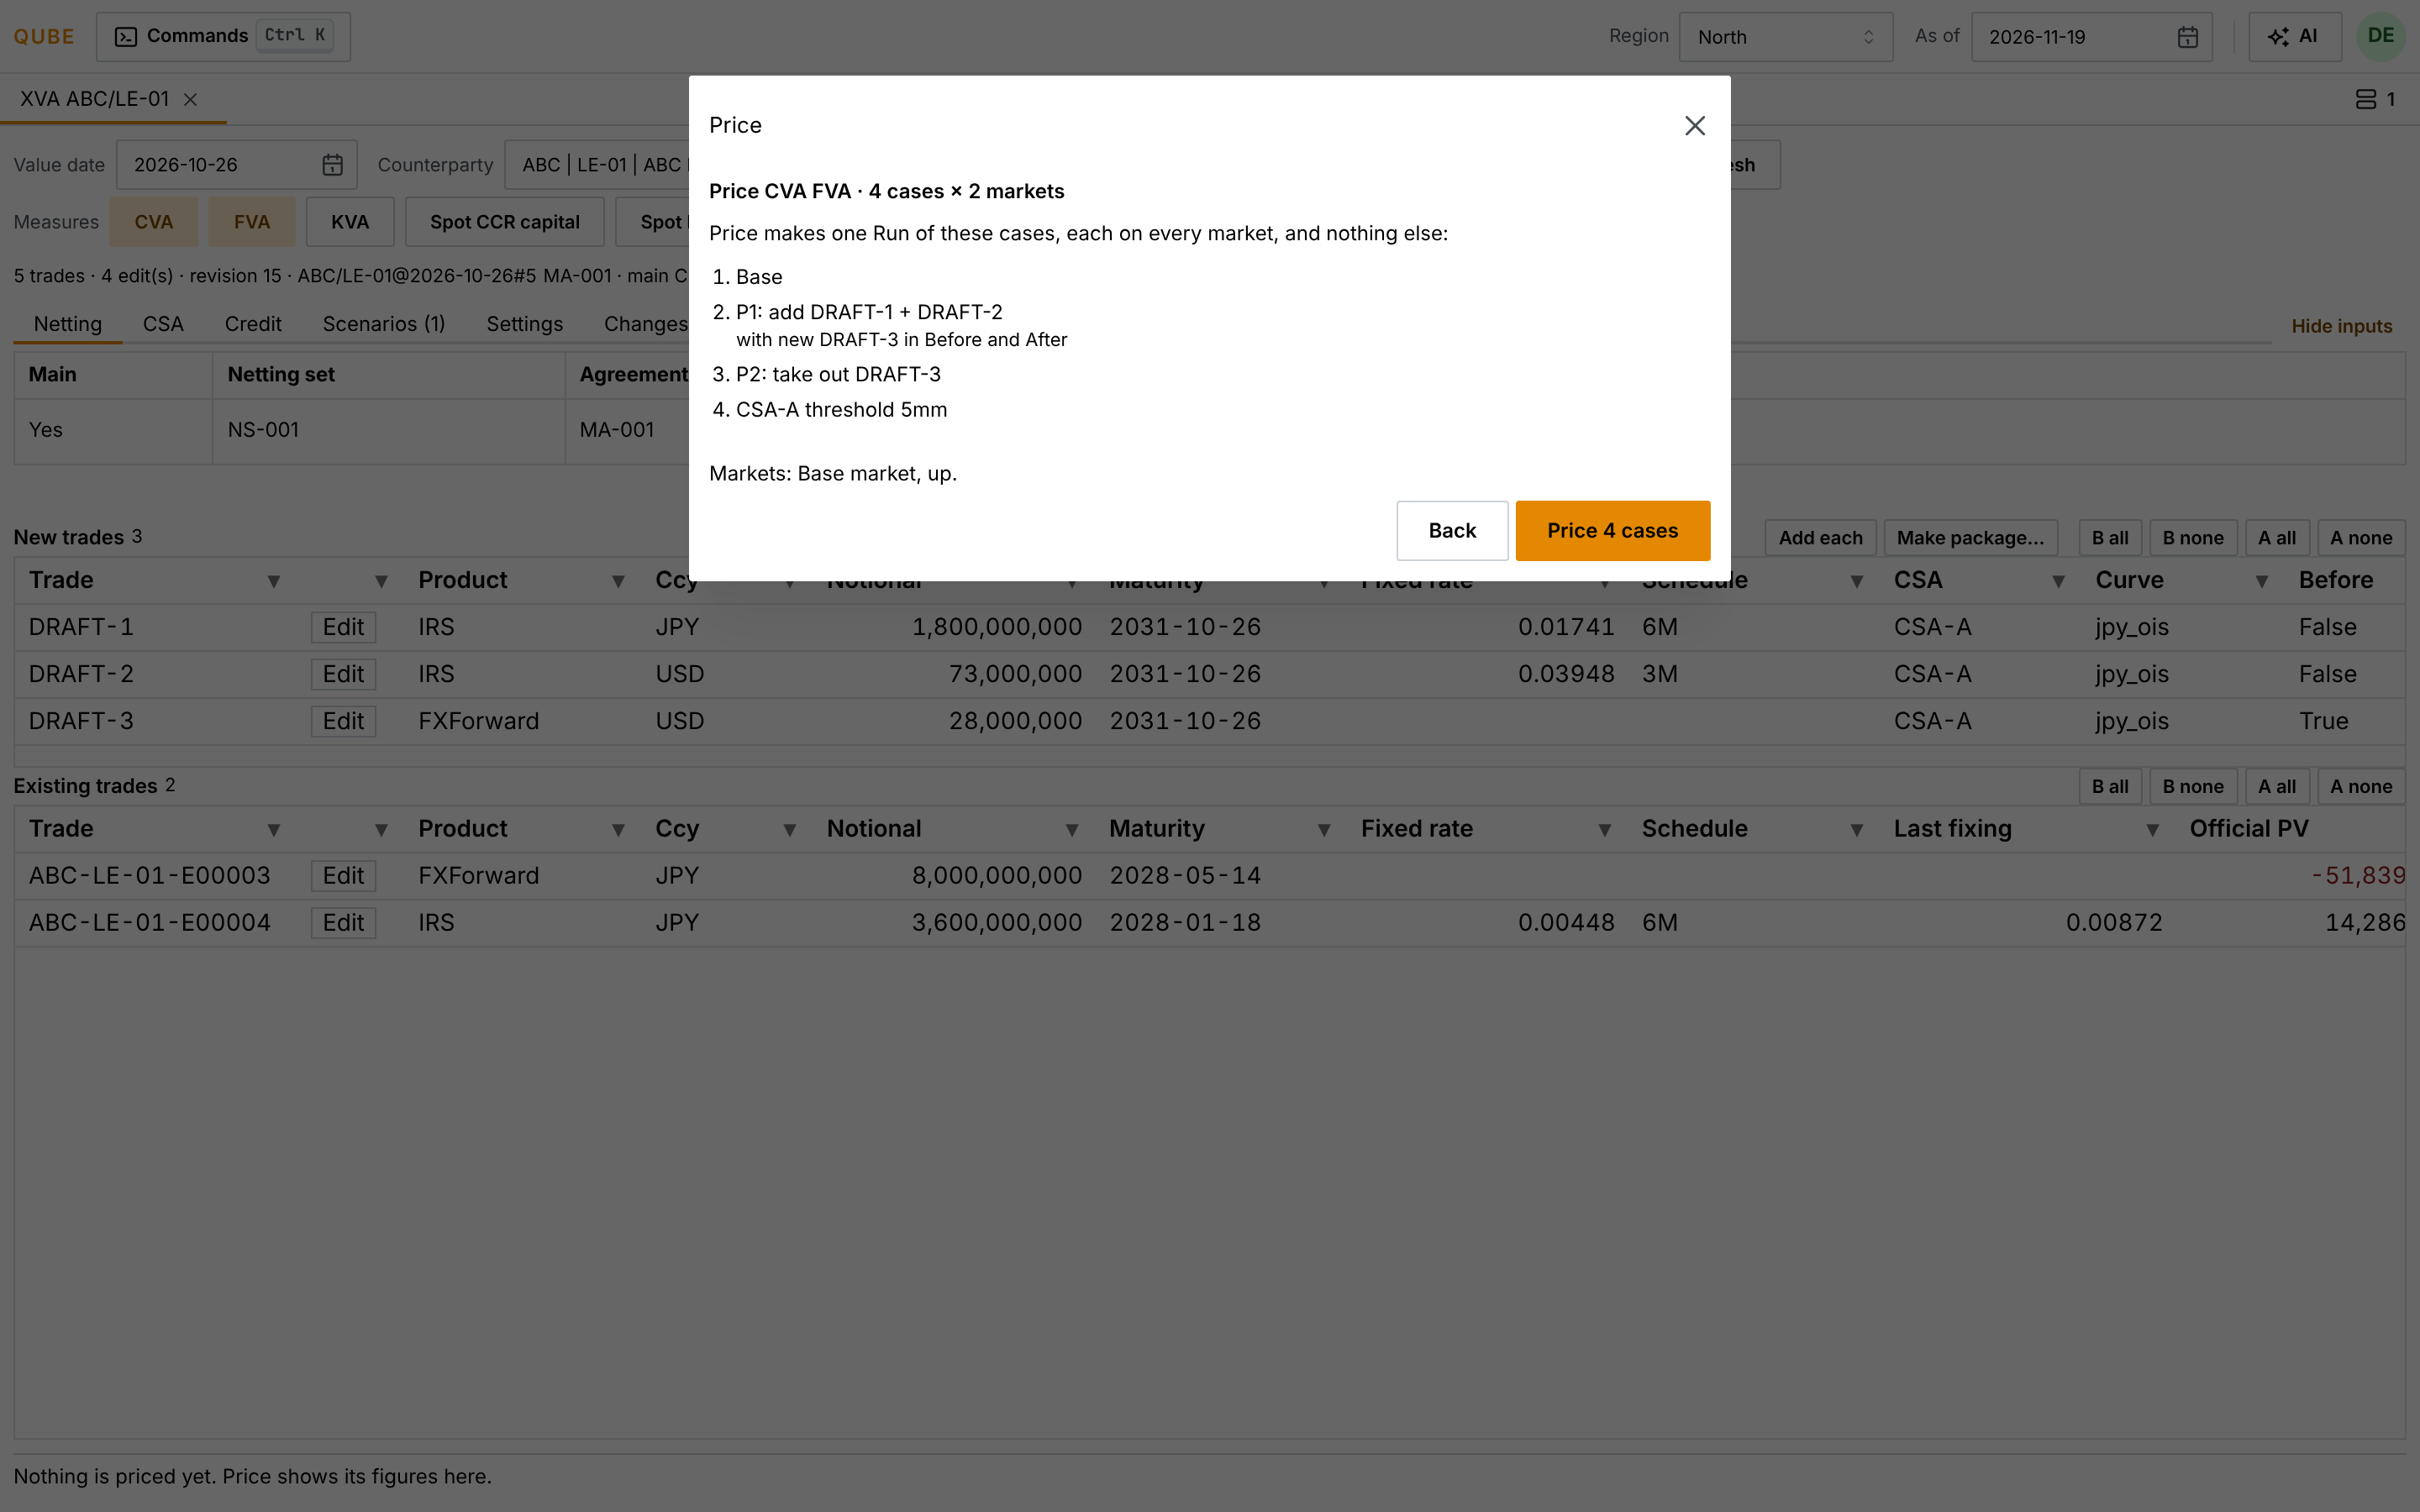 QUBE Commands Ctrl K Region North As of 2026-11-19 AI DE
XVA ABC/LE-01 1
Value date 2026-10-26 Counterparty ABC | LE-01 | ABC
Measures CVA FVA KVA Spot CCR capital Spot
5 trades · 4 edit(s) · revision 15 · ABC/LE-01@2026-10-26#5 MA-001 · main
Netting CSA Credit Scenarios (1) Settings Changes Hide inputs
Main Netting set Agreement
Yes NS-001 MA-001
Price
Price CVA FVA · 4 cases × 2 markets
Price makes one Run of these cases, each on every market, and nothing else:
1. Base
2. P1: add DRAFT-1 + DRAFT-2
with new DRAFT-3 in Before and After
3. P2: take out DRAFT-3
4. CSA-A threshold 5mm
Markets: Base market, up.
Back Price 4 cases
New trades 3 Add each Make package... B all B none A all A none
Trade Product Ccy Notional Maturity Fixed rate Schedule CSA Curve Before
DRAFT-1 Edit IRS JPY 1,800,000,000 2031-10-26 0.01741 6M CSA-A jpy_ois False
DRAFT-2 Edit IRS USD 73,000,000 2031-10-26 0.03948 3M CSA-A jpy_ois False
DRAFT-3 Edit FXForward USD 28,000,000 2031-10-26 CSA-A jpy_ois True
Existing trades 2 B all B none A all A none
Trade Product Ccy Notional Maturity Fixed rate Schedule Last fixing Official PV
ABC-LE-01-E00003 Edit FXForward JPY 8,000,000,000 2028-05-14 -51,839
ABC-LE-01-E00004 Edit IRS JPY 3,600,000,000 2028-01-18 0.00448 6M 0.00872 14,286
Nothing is priced yet. Price shows its figures here.